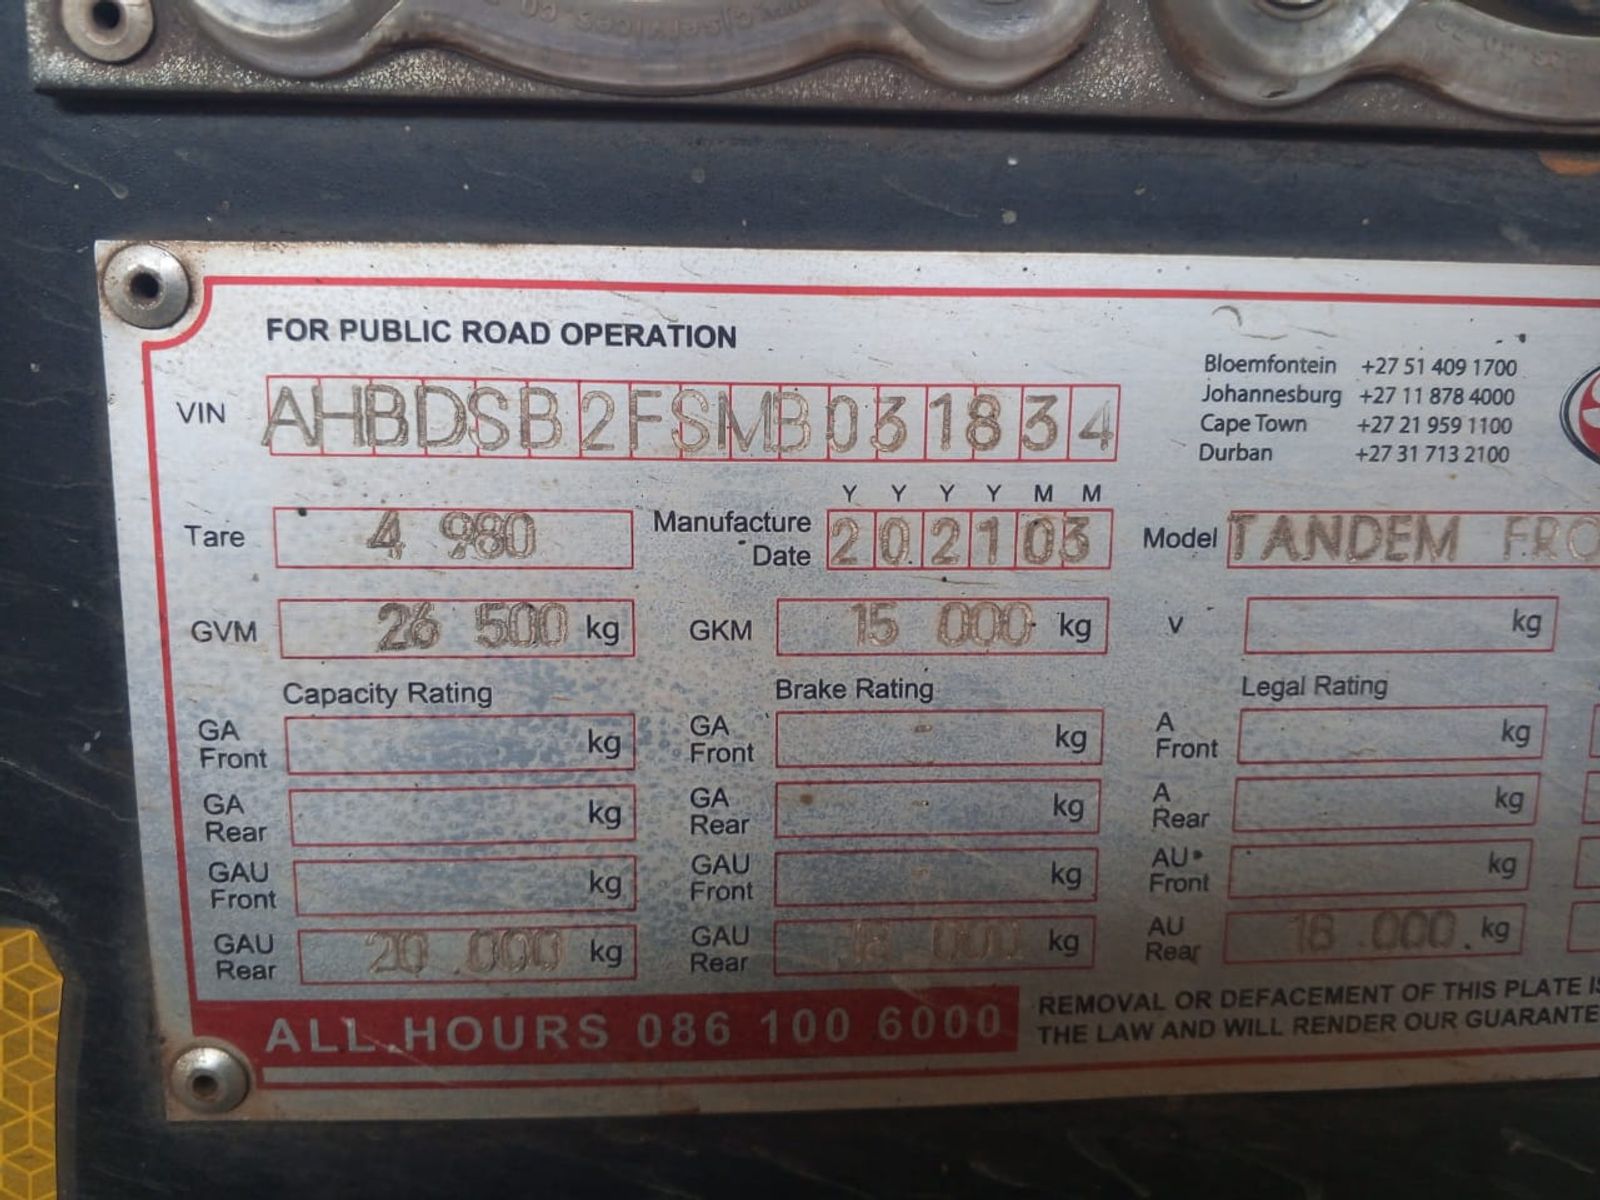 FOR PUBLIC ROAD OPERATION
Bloemfontein +27 51 409 1700
Johannesburg +27 11 878 4000
Cape Town +27 21 959 1100
Durban +27 31 713 2100
VIN AHBDSB2FSMB031834
Y Y Y Y M M
Tare 4 980 Manufacture Date 202103 Model TANDEM FRO
GVM 26 500 kg GKM 15 000 kg V kg
Capacity Rating Brake Rating Legal Rating
GA Front kg GA Front - kg A Front kg
GA Rear kg GA Rear - kg A Rear kg
GAU Front kg GAU Front kg AU Front kg
GAU Rear 20 000 kg GAU Rear 18 000 kg AU Rear 18 000 kg
ALL HOURS 086 100 6000
REMOVAL OR DEFACEMENT OF THIS PLATE IS
THE LAW AND WILL RENDER OUR GUARANTE